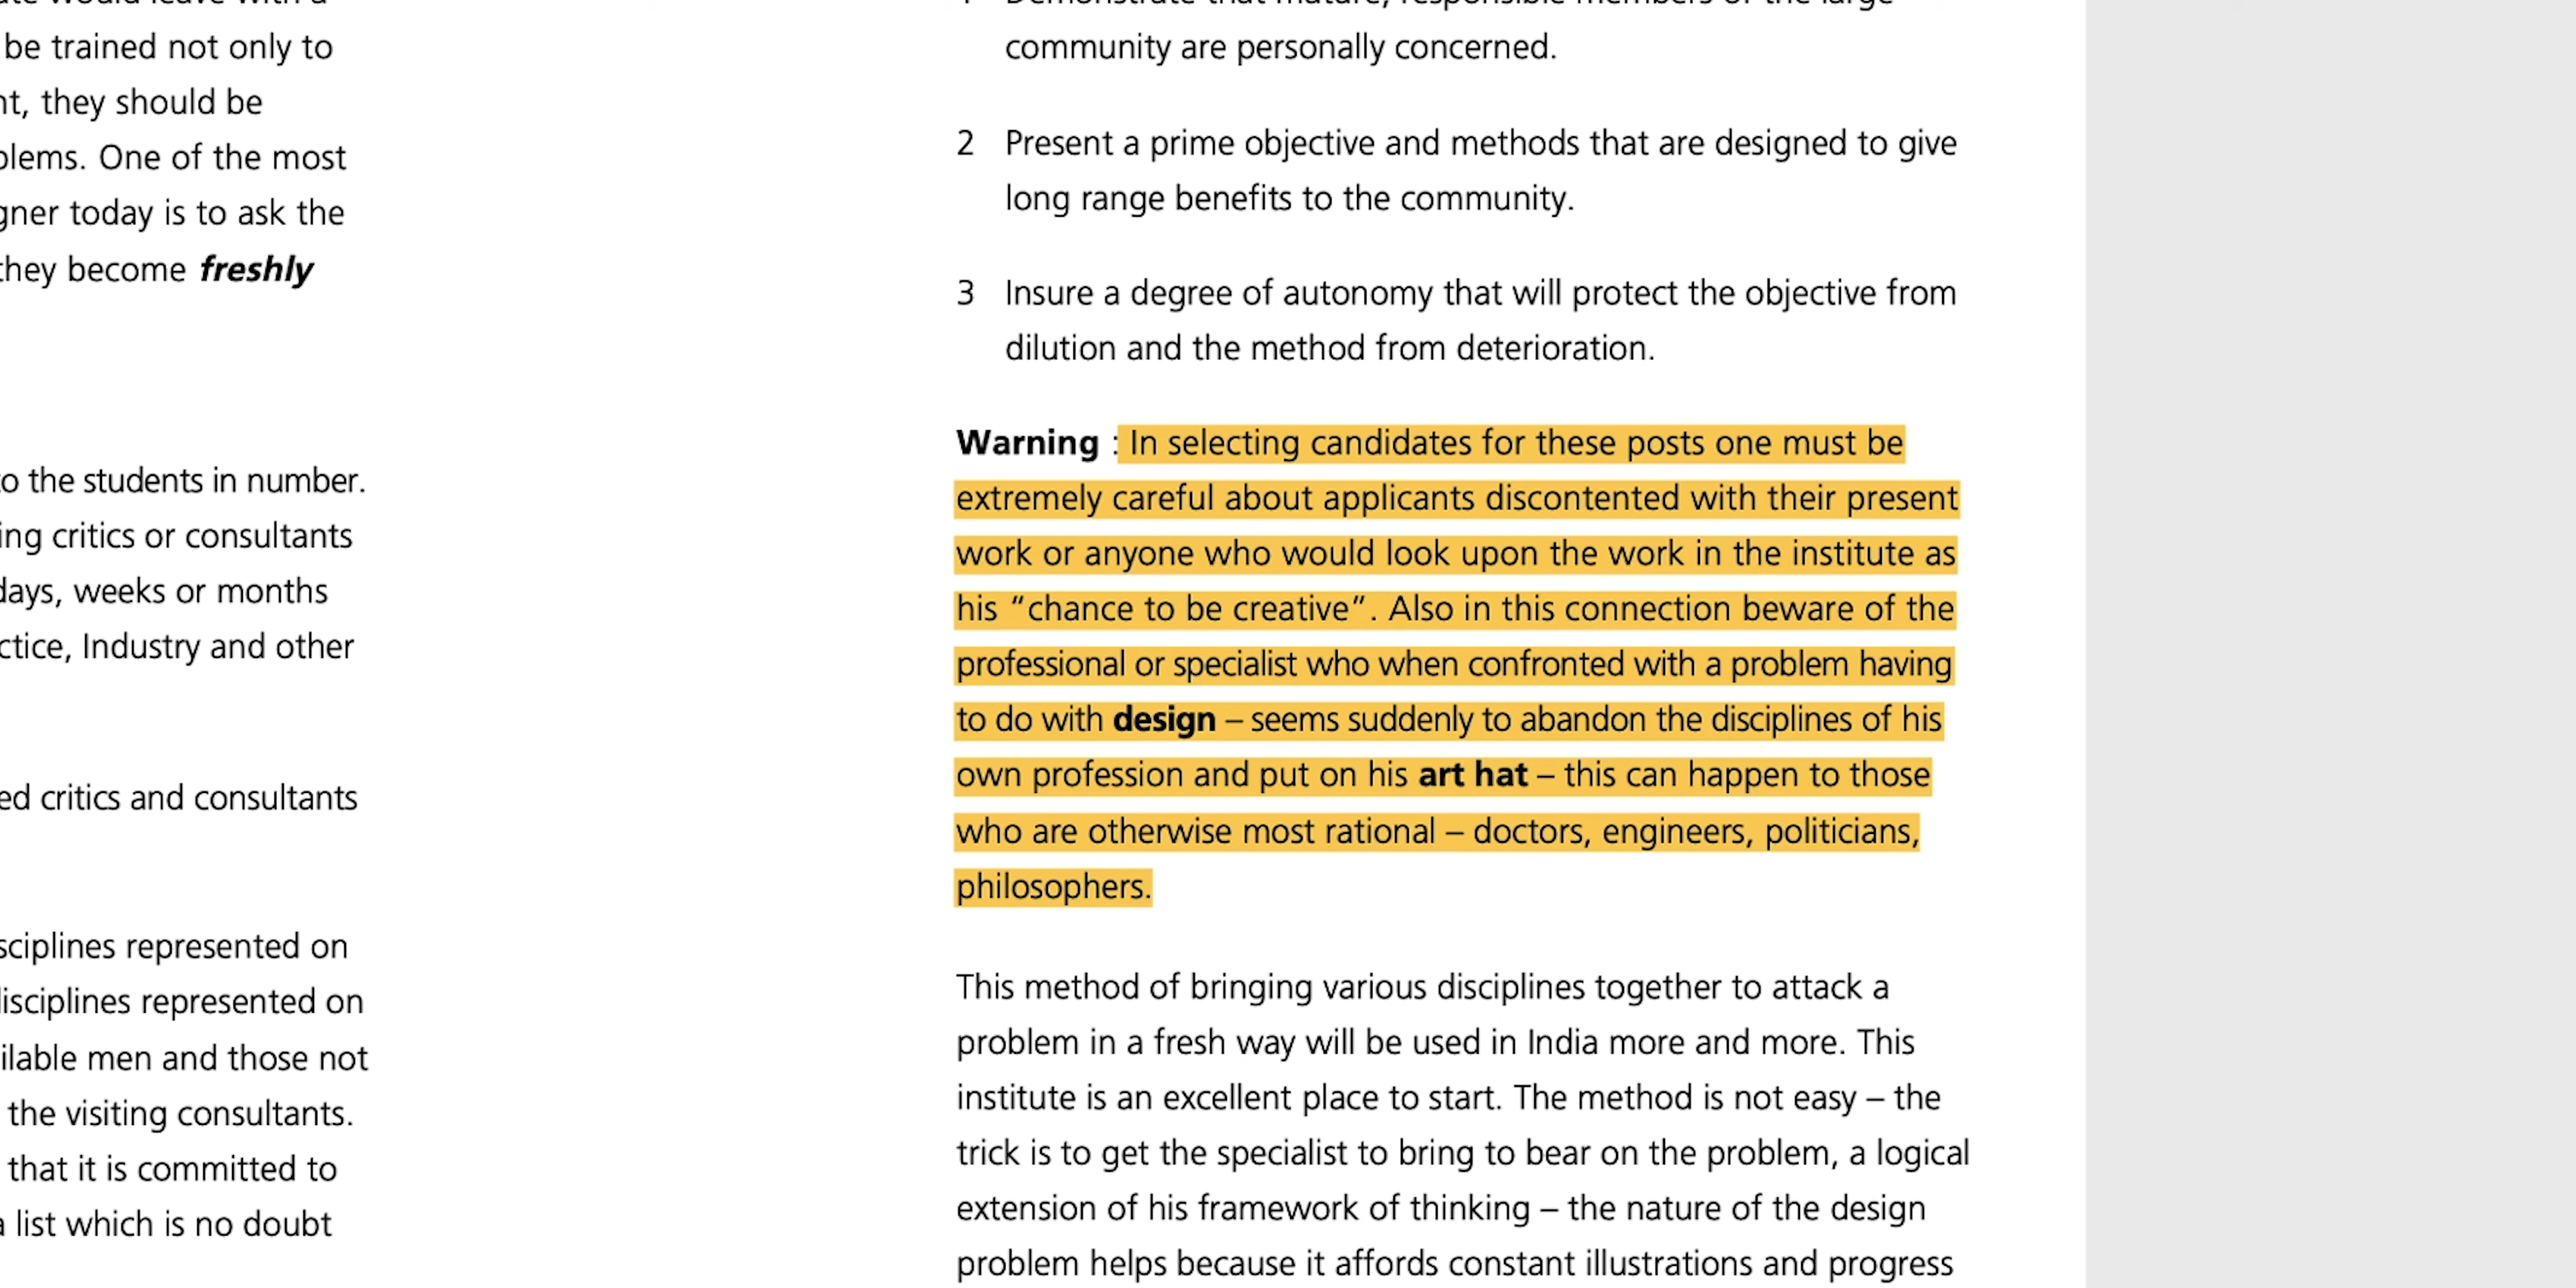 be trained not only to
they should be
One of the most
today is to ask the
become freshly
the students in number.
critics or consultants
weeks or months
Industry and other
critics and consultants
represented on
represented on
men and those not
the visiting consultants.
that it is committed to
list which is no doubt
community are personally concerned.
2 Present a prime objective and methods that are designed to give
long range benefits to the community.
3 Insure a degree of autonomy that will protect the objective from
dilution and the method from deterioration.
Warning : In selecting candidates for these posts one must be
extremely careful about applicants discontented with their present
work or anyone who would look upon the work in the institute as
his “chance to be creative”. Also in this connection beware of the
professional or specialist who when confronted with a problem having
to do with design – seems suddenly to abandon the disciplines of his
own profession and put on his art hat – this can happen to those
who are otherwise most rational – doctors, engineers, politicians,
philosophers.
This method of bringing various disciplines together to attack a
problem in a fresh way will be used in India more and more. This
institute is an excellent place to start. The method is not easy – the
trick is to get the specialist to bring to bear on the problem, a logical
extension of his framework of thinking – the nature of the design
problem helps because it affords constant illustrations and progress